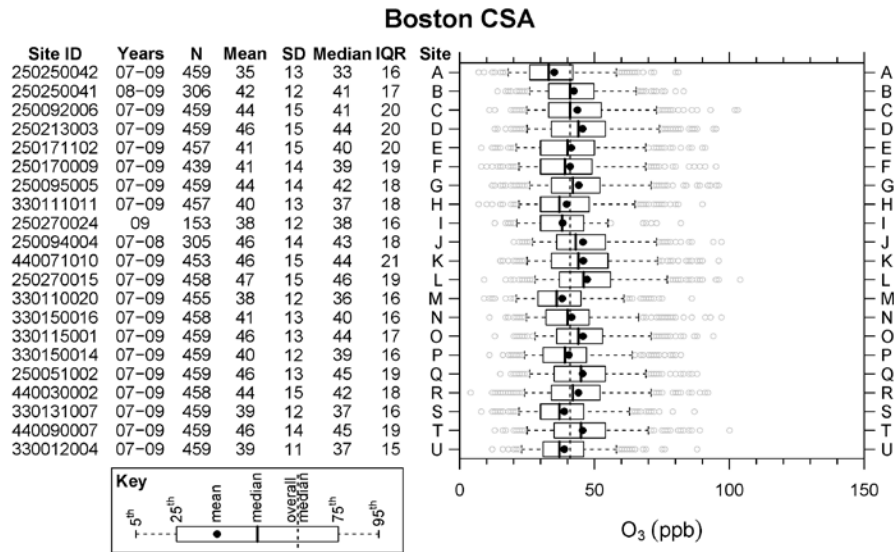 Boston CSA
Site ID Years N Mean SD Median IQR Site
250250042 07-09 459 35 13 33 16 A A
250250041 08-09 306 42 12 41 17 B B
250092006 07-09 459 44 15 41 20 C C
250213003 07-09 459 46 15 44 20 D D
250171102 07-09 457 41 15 40 20 E E
250170009 07-09 439 41 14 39 19 F F
250095005 07-09 459 44 14 42 18 G G
330111011 07-09 457 40 13 37 18 H H
250270024 09 153 38 12 38 16 I I
250094004 07-08 305 46 14 43 18 J J
440071010 07-09 453 46 15 44 21 K K
250270015 07-09 458 47 15 46 19 L L
330110020 07-09 455 38 12 36 16 M M
330150016 07-09 458 41 13 40 16 N N
330115001 07-09 459 46 13 44 17 O O
330150014 07-09 459 40 12 39 16 P P
250051002 07-09 459 46 13 45 19 Q Q
440030002 07-09 458 44 15 42 18 R R
330131007 07-09 459 39 12 37 16 S S
440090007 07-09 459 46 14 45 19 T T
330012004 07-09 459 39 11 37 15 U U
0 50 100 150
O₃ (ppb)
Key
5th 25th mean median overall median 75th 95th